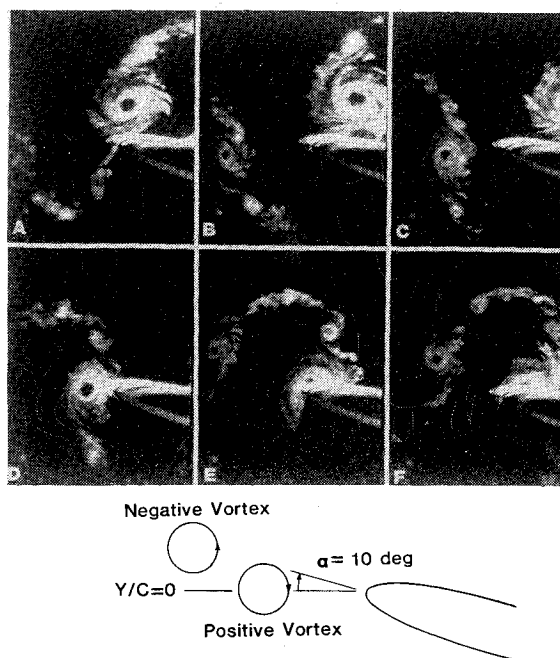 A
B
C
D
E
F
Negative Vortex
α= 10 deg
Y/C=0
Positive Vortex